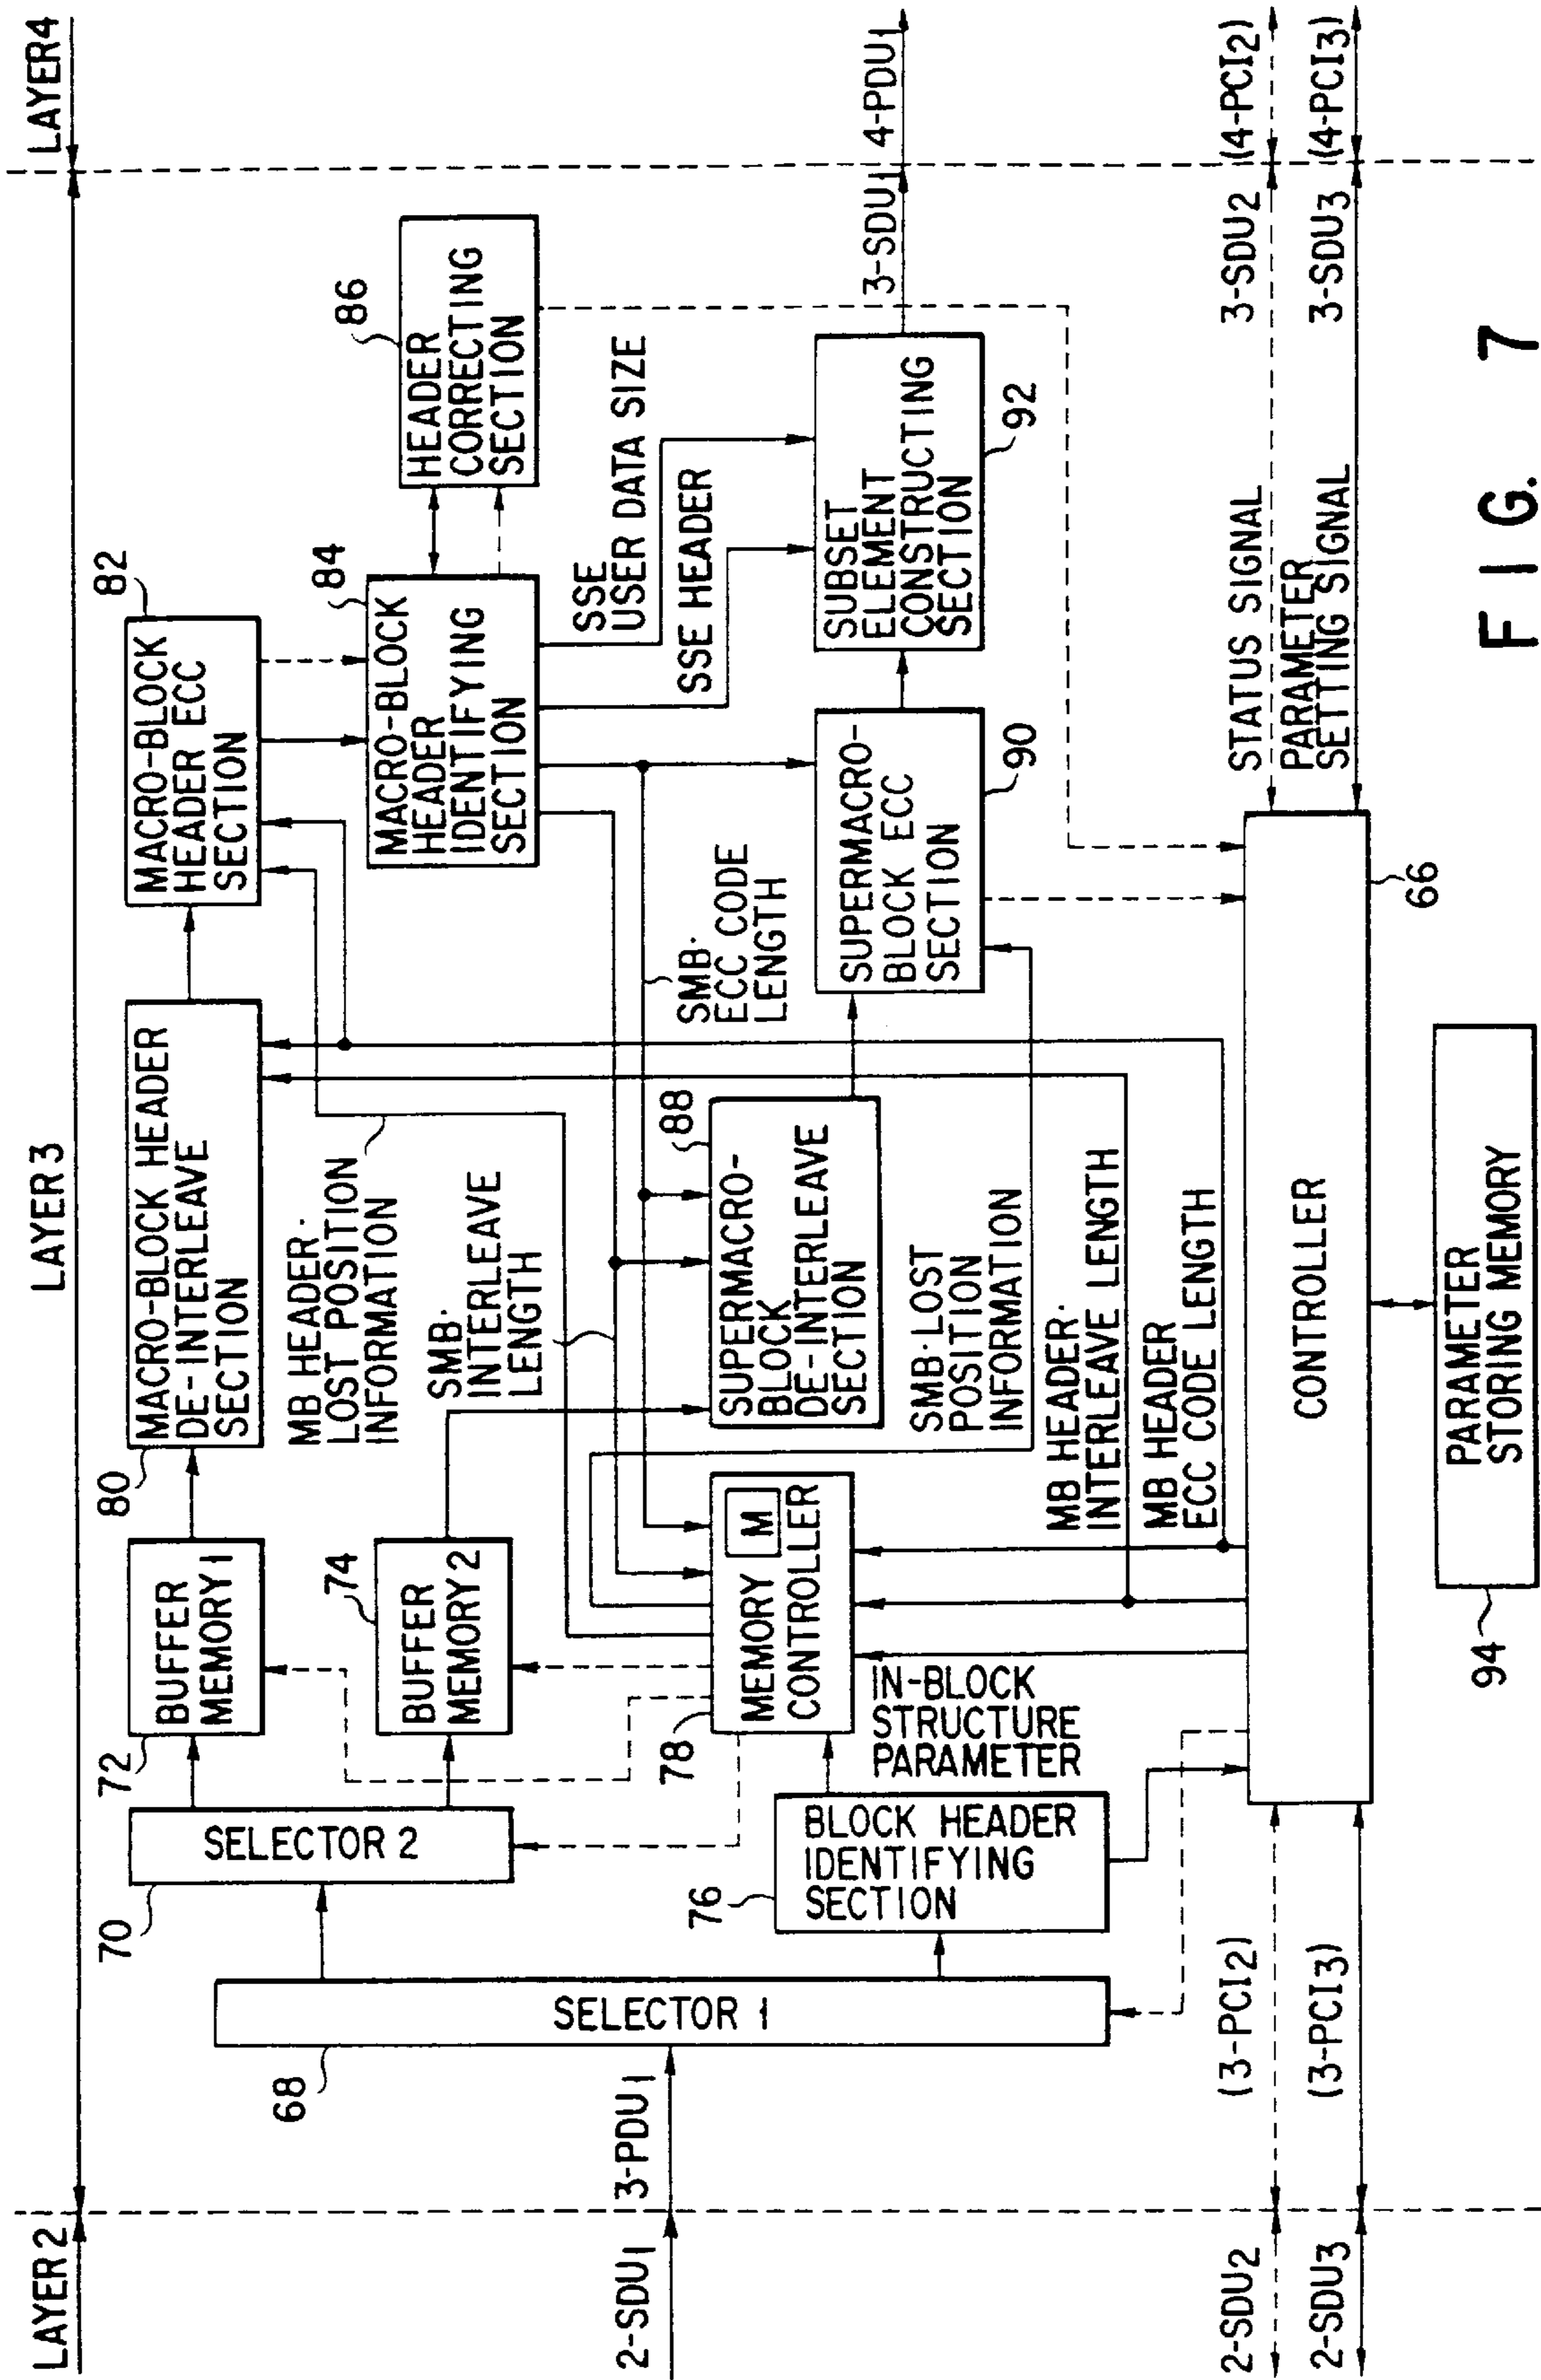 LAYER2
LAYER3
LAYER4
2-SDU1
3-PDU1
68
SELECTOR 1
70
SELECTOR 2
72
BUFFER
MEMORY 1
74
BUFFER
MEMORY 2
76
BLOCK HEADER
IDENTIFYING
SECTION
78
MEMORY
CONTROLLER
M
IN-BLOCK
STRUCTURE
PARAMETER
80
MACRO-BLOCK HEADER
DE-INTERLEAVE
SECTION
MB HEADER·
LOST POSITION
INFORMATION
SMB·
INTERLEAVE
LENGTH
88
SUPERMACRO-
BLOCK
DE-INTERLEAVE
SECTION
SMB·LOST
POSITION
INFORMATION
MB HEADER·
INTERLEAVE LENGTH
MB HEADER
ECC CODE LENGTH
82
MACRO-BLOCK
HEADER ECC
SECTION
84
MACRO-BLOCK
HEADER
IDENTIFYING
SECTION
86
HEADER
CORRECTING
SECTION
SSE
USER DATA SIZE
SSE HEADER
SMB·
ECC CODE
LENGTH
SUPERMACRO-
BLOCK ECC
SECTION
90
SUBSET
ELEMENT
CONSTRUCTING
SECTION
92
3-SDU1
4-PDU1
CONTROLLER
66
PARAMETER
STORING MEMORY
94
STATUS SIGNAL
PARAMETER
SETTING SIGNAL
2-SDU2
(3-PCI2)
3-SDU2
(4-PCI2)
2-SDU3
(3-PCI3)
3-SDU3
(4-PCI3)
FIG. 7